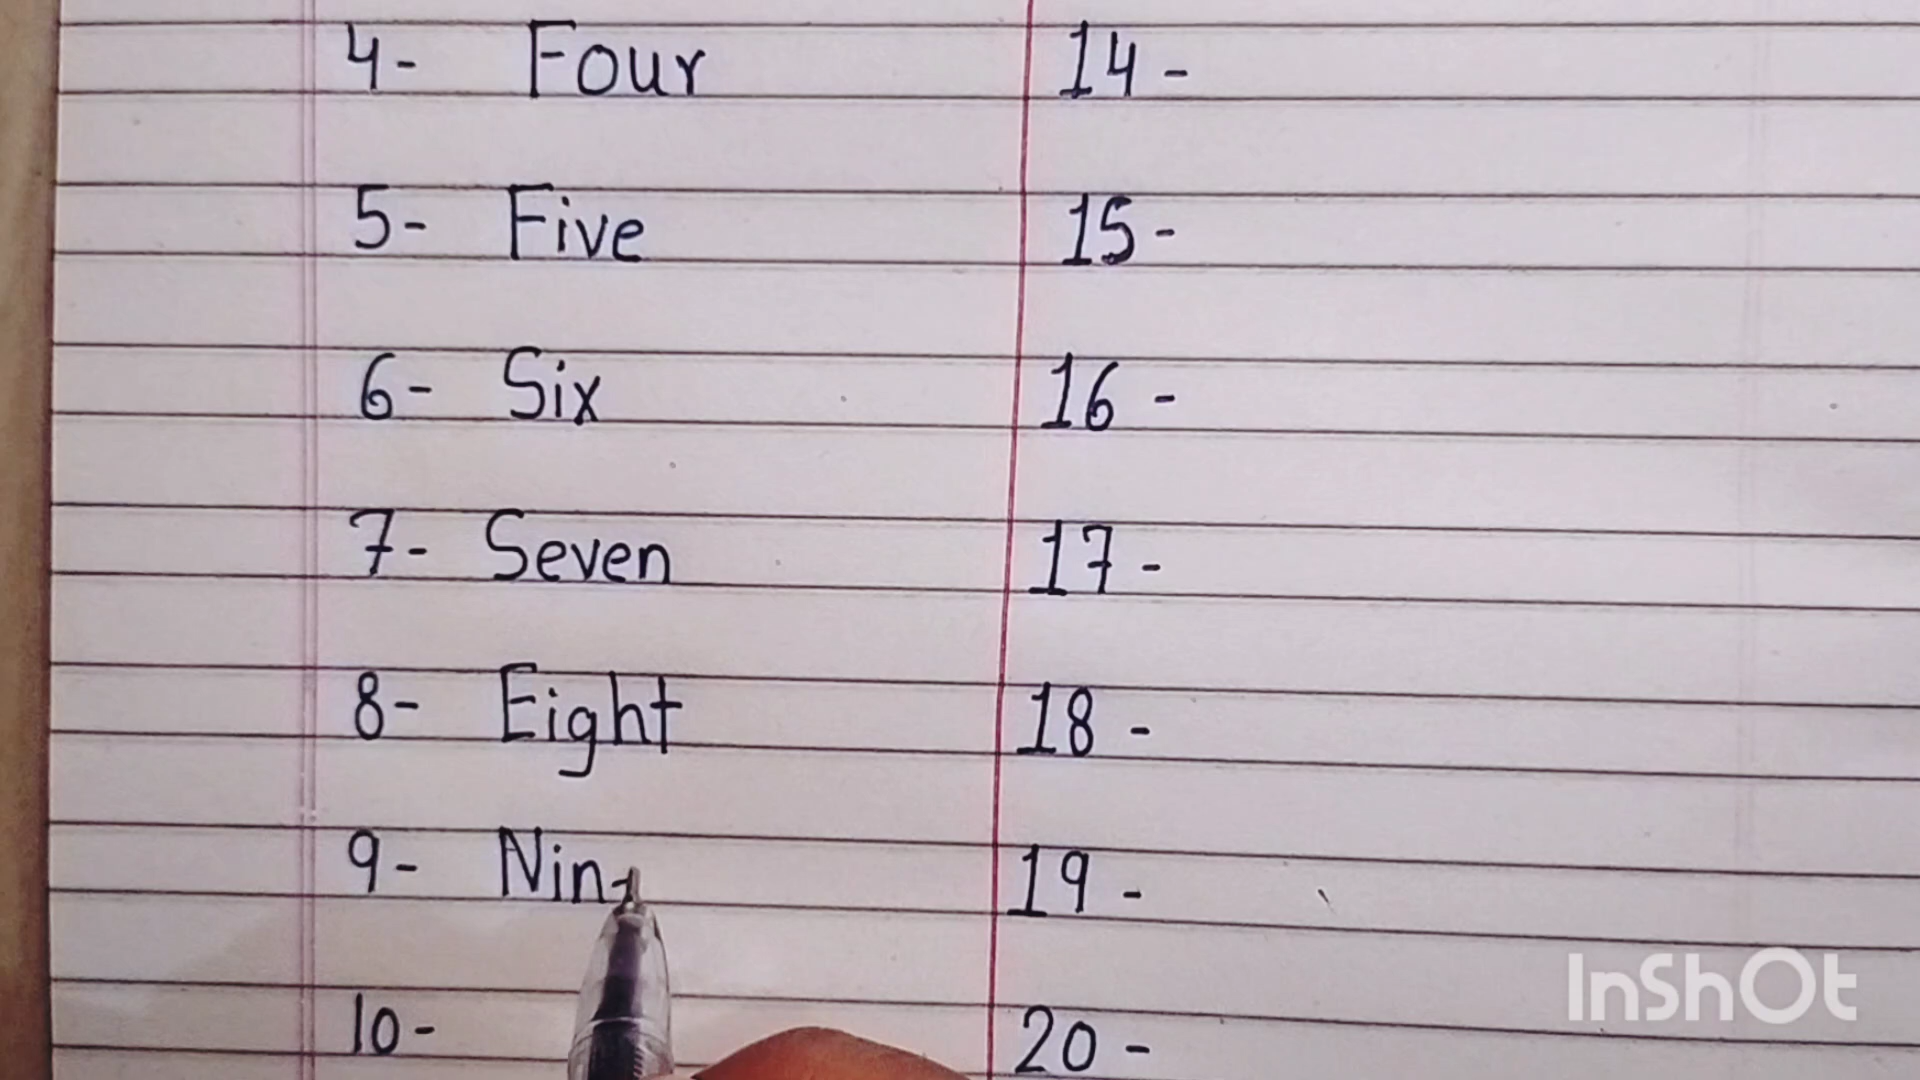 4- Four 14-
5- Five 15-
6- Six 16-
7- Seven 17-
8- Eight 18-
9- Nin 19-
10- 20-
InShOt